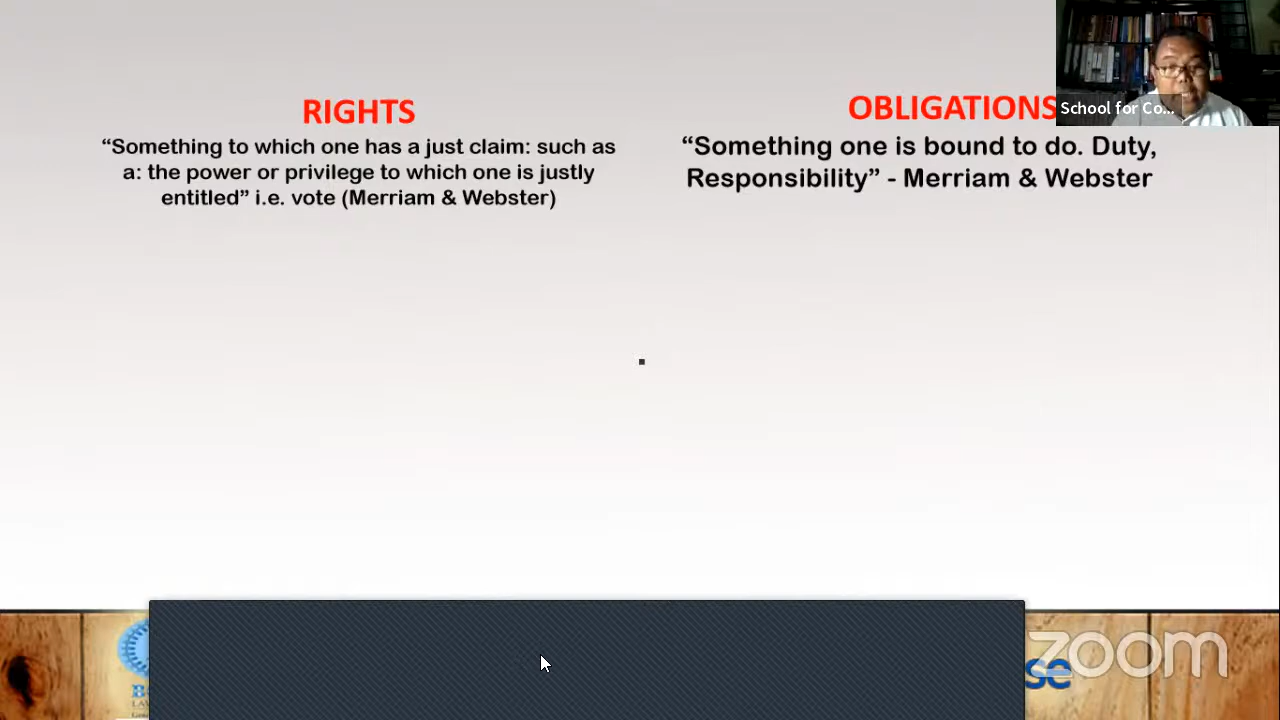 RIGHTS
“Something to which one has a just claim: such as
a: the power or privilege to which one is justly
entitled” i.e. vote (Merriam & Webster)
OBLIGATIONS
“Something one is bound to do. Duty,
Responsibility” - Merriam & Webster
School for Co...
zoom
se